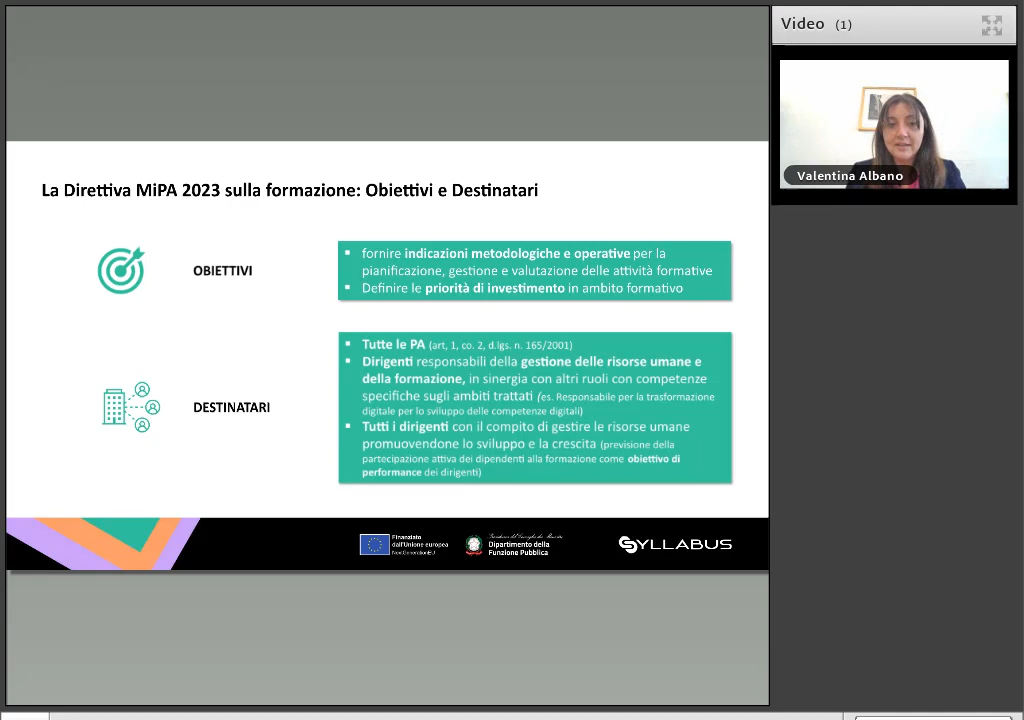 Video (1)
Valentina Albano
La Direttiva MiPA 2023 sulla formazione: Obiettivi e Destinatari
OBIETTIVI
▪ fornire indicazioni metodologiche e operative per la
pianificazione, gestione e valutazione delle attività formative
▪ Definire le priorità di investimento in ambito formativo
DESTINATARI
▪ Tutte le PA (art, 1, co. 2, d.lgs. n. 165/2001)
▪ Dirigenti responsabili della gestione delle risorse umane e
della formazione, in sinergia con altri ruoli con competenze
specifiche sugli ambiti trattati (es. Responsabile per la trasformazione
digitale per lo sviluppo delle competenze digitali)
▪ Tutti i dirigenti con il compito di gestire le risorse umane
promuovendone lo sviluppo e la crescita (previsione della
partecipazione attiva dei dipendenti alla formazione come obiettivo di
performance dei dirigenti)
Finanziato
dall'Unione europea
NextGenerationEU
Dipartimento della
Funzione Pubblica
SYLLABUS